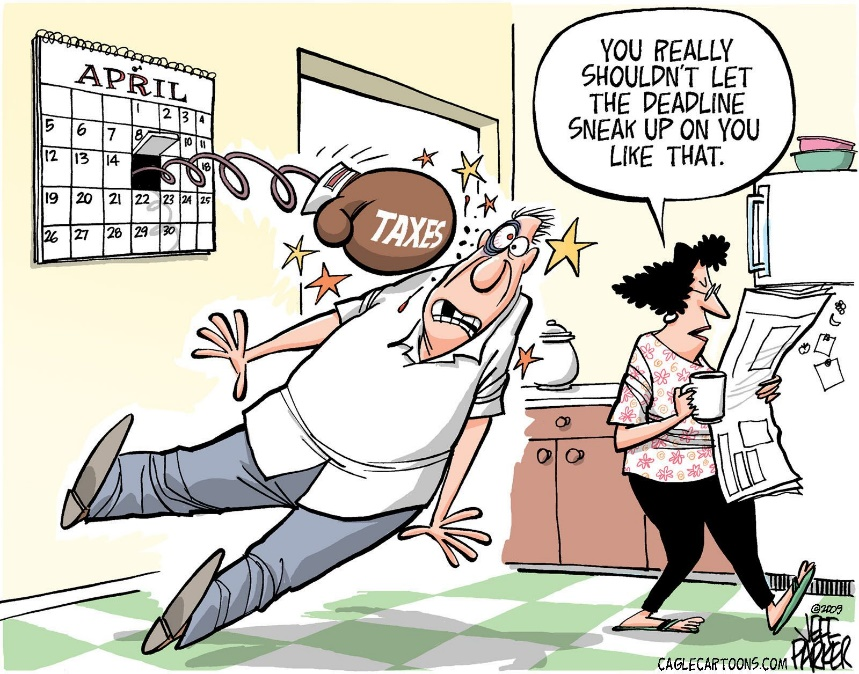 APRIL
1 2 3 4
5 6 7 8 10 11
12 13 14 18
19 20 21 22 23 24 25
26 27 28 29 30
TAXES
YOU REALLY
SHOULDN'T LET
THE DEADLINE
SNEAK UP ON YOU
LIKE THAT.
©2009
JEFF
PARKER
CAGLECARTOONS.COM